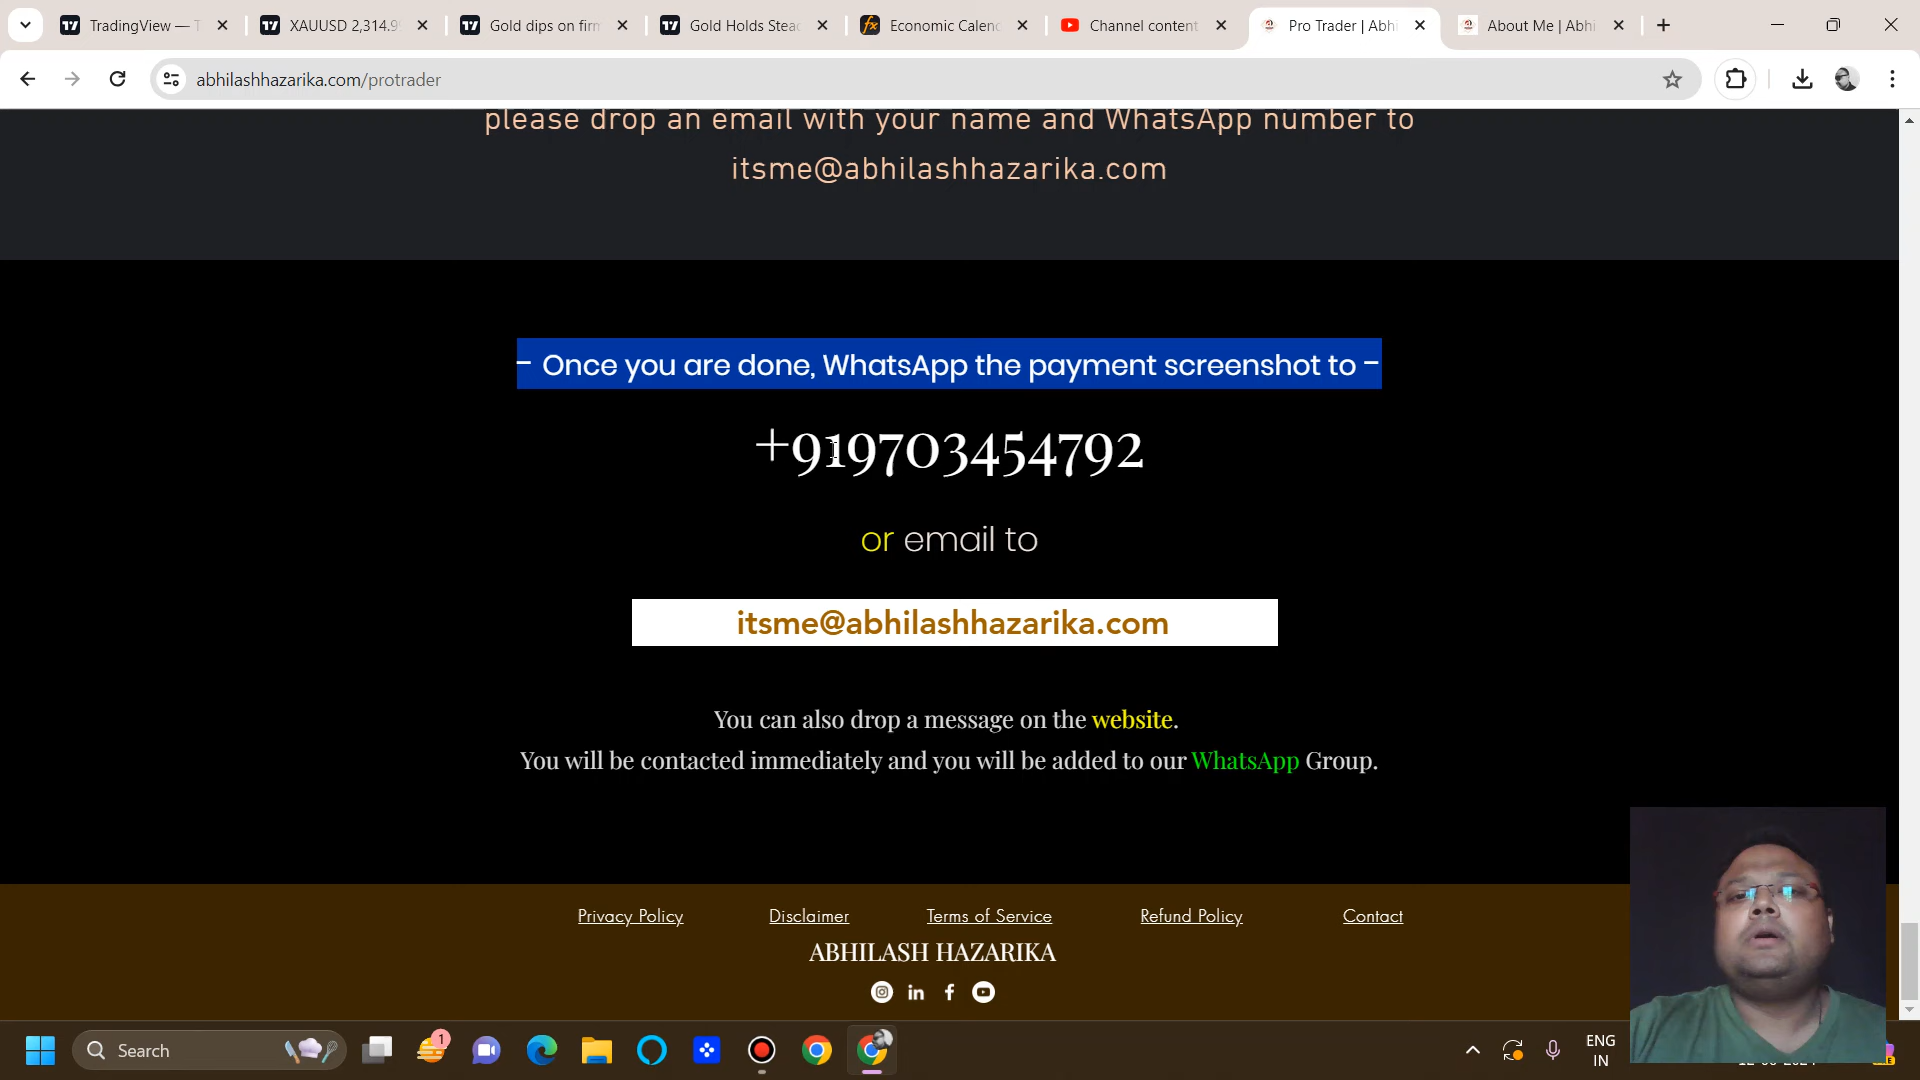 TradingView — T
XAUUSD 2,314.9
Gold dips on firm
Gold Holds Stea
Economic Calen
Channel content
Pro Trader | Abhi
About Me | Abhi
abhilashhazarika.com/protrader
please drop an email with your name and WhatsApp number to
itsme@abhilashhazarika.com
- Once you are done, WhatsApp the payment screenshot to -
+919703454792
or email to
itsme@abhilashhazarika.com
You can also drop a message on the website.
You will be contacted immediately and you will be added to our WhatsApp Group.
Privacy Policy
Disclaimer
Terms of Service
Refund Policy
Contact
ABHILASH HAZARIKA
Search
1
ENG
IN